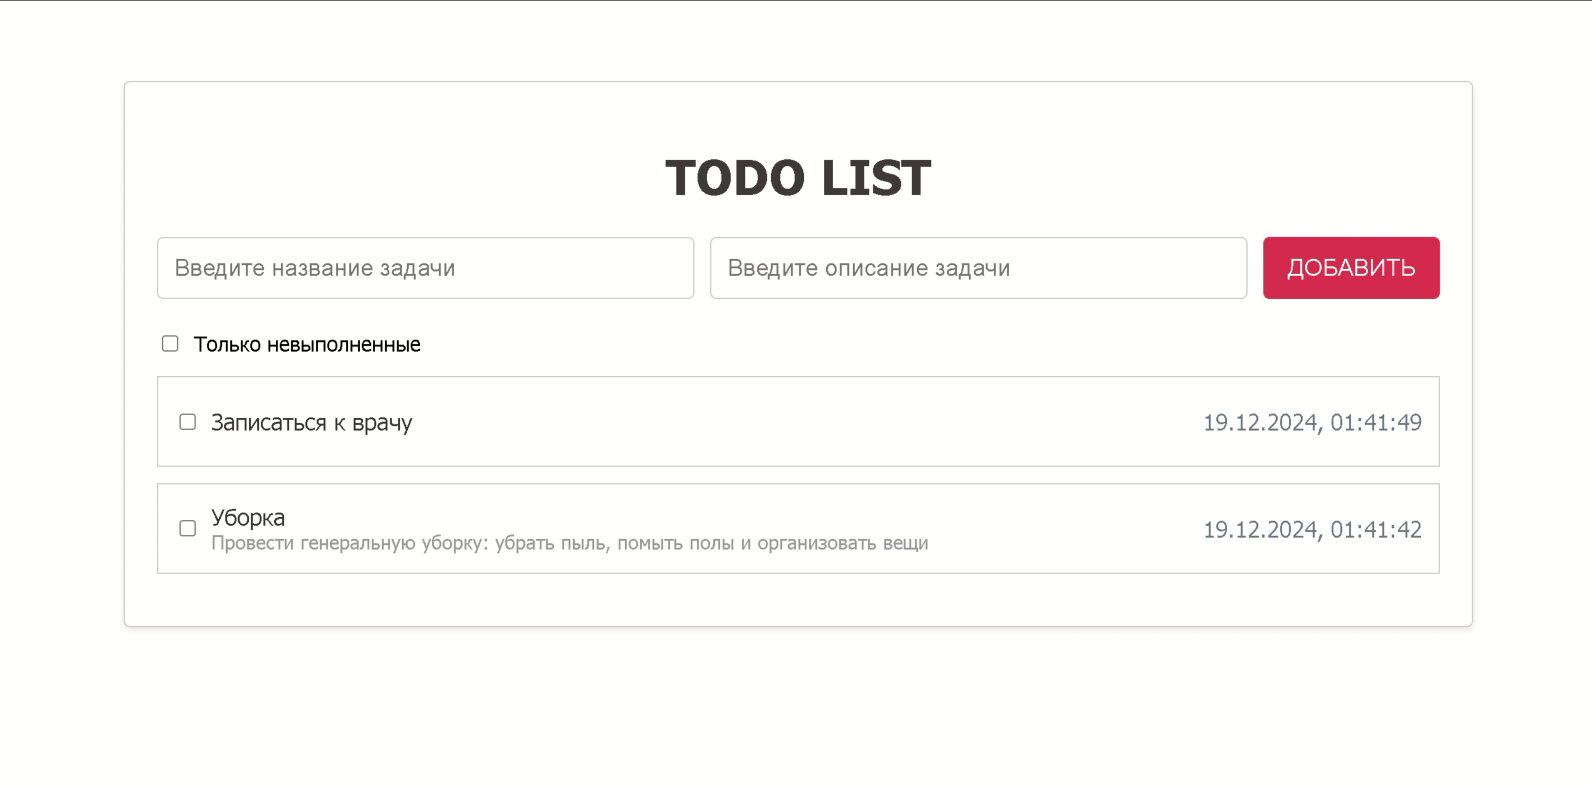 TODO LIST
Введите название задачи
Введите описание задачи
ДОБАВИТЬ
Только невыполненные
Записаться к врачу
19.12.2024, 01:41:49
Уборка
Провести генеральную уборку: убрать пыль, помыть полы и организовать вещи
19.12.2024, 01:41:42